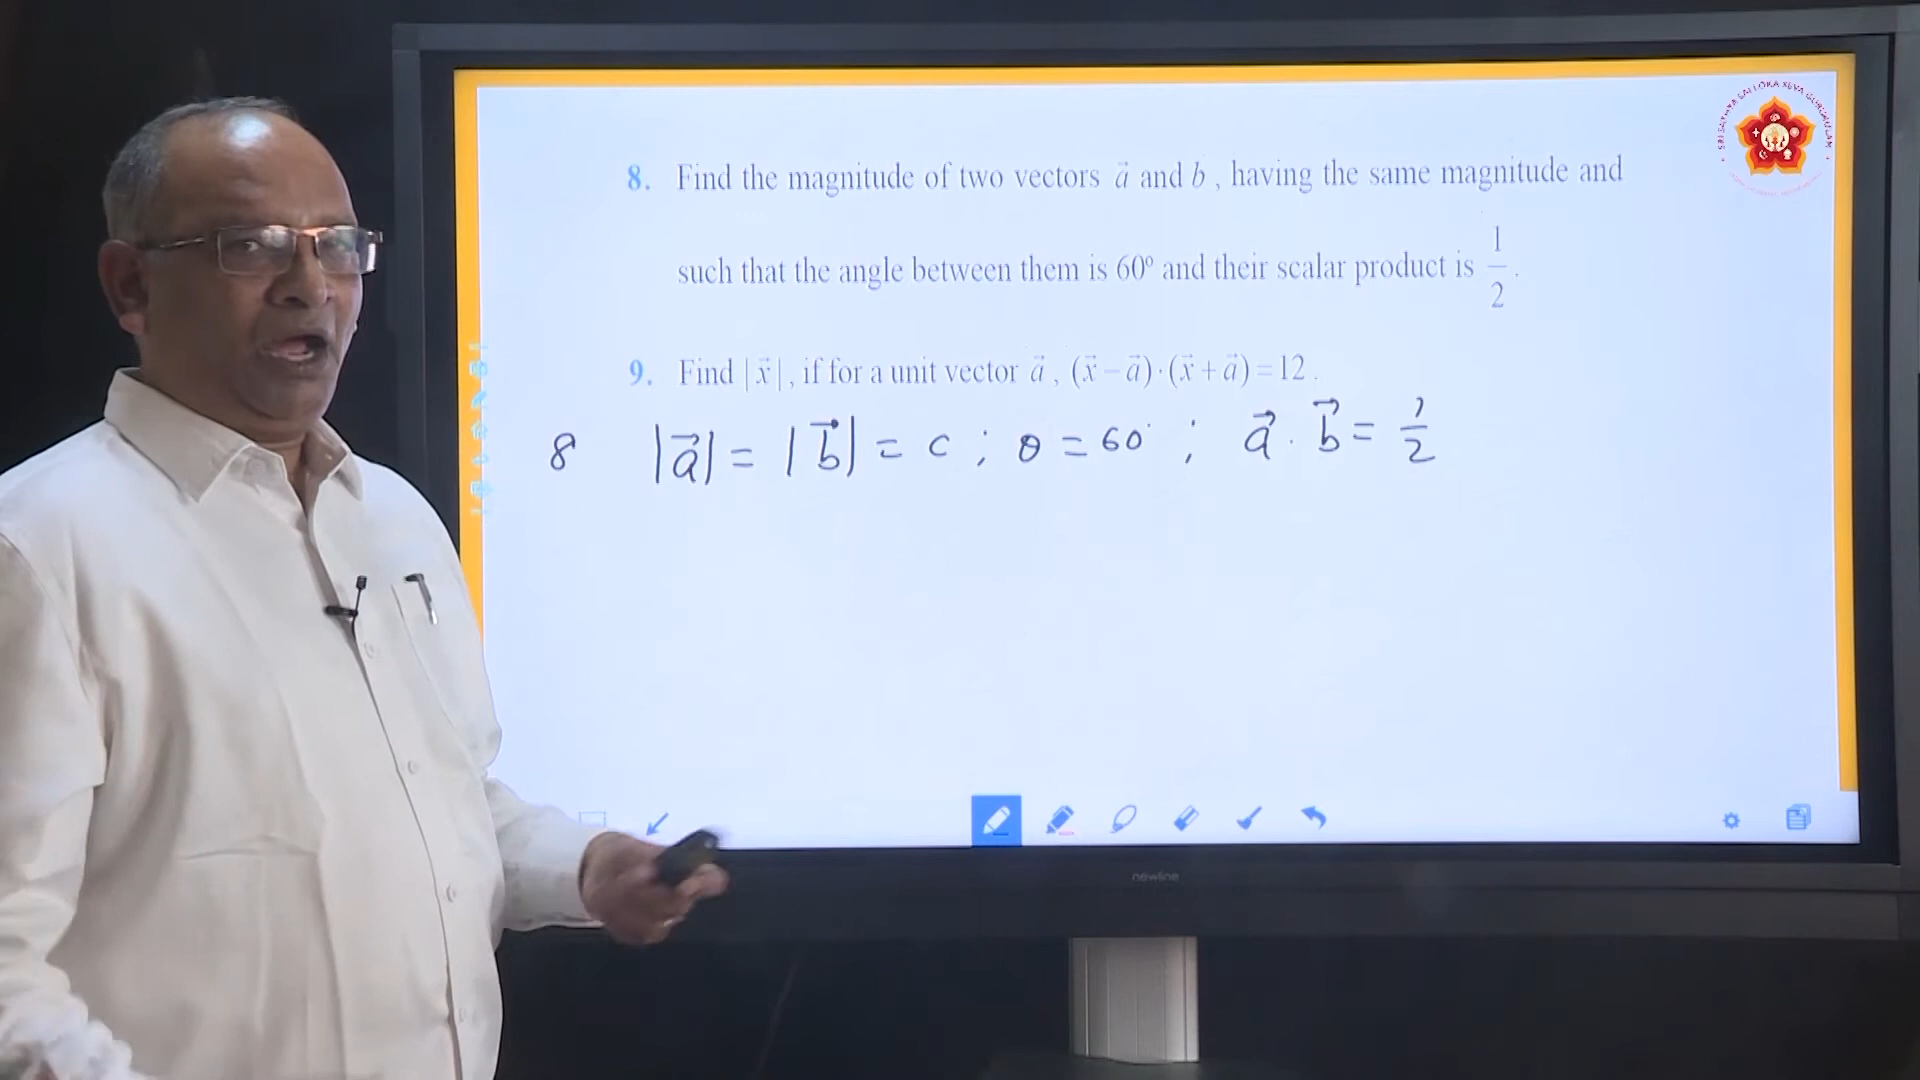 8. Find the magnitude of two vectors a⃗ and b , having the same magnitude and
such that the angle between them is 60º and their scalar product is 1/2 .
9. Find | x⃗ | , if for a unit vector a⃗ , (x⃗ − a⃗) · (x⃗ + a⃗) = 12 .
8 |a⃗| = |b⃗| = c ; θ = 60° ; a⃗ . b⃗ = 1/2
newline